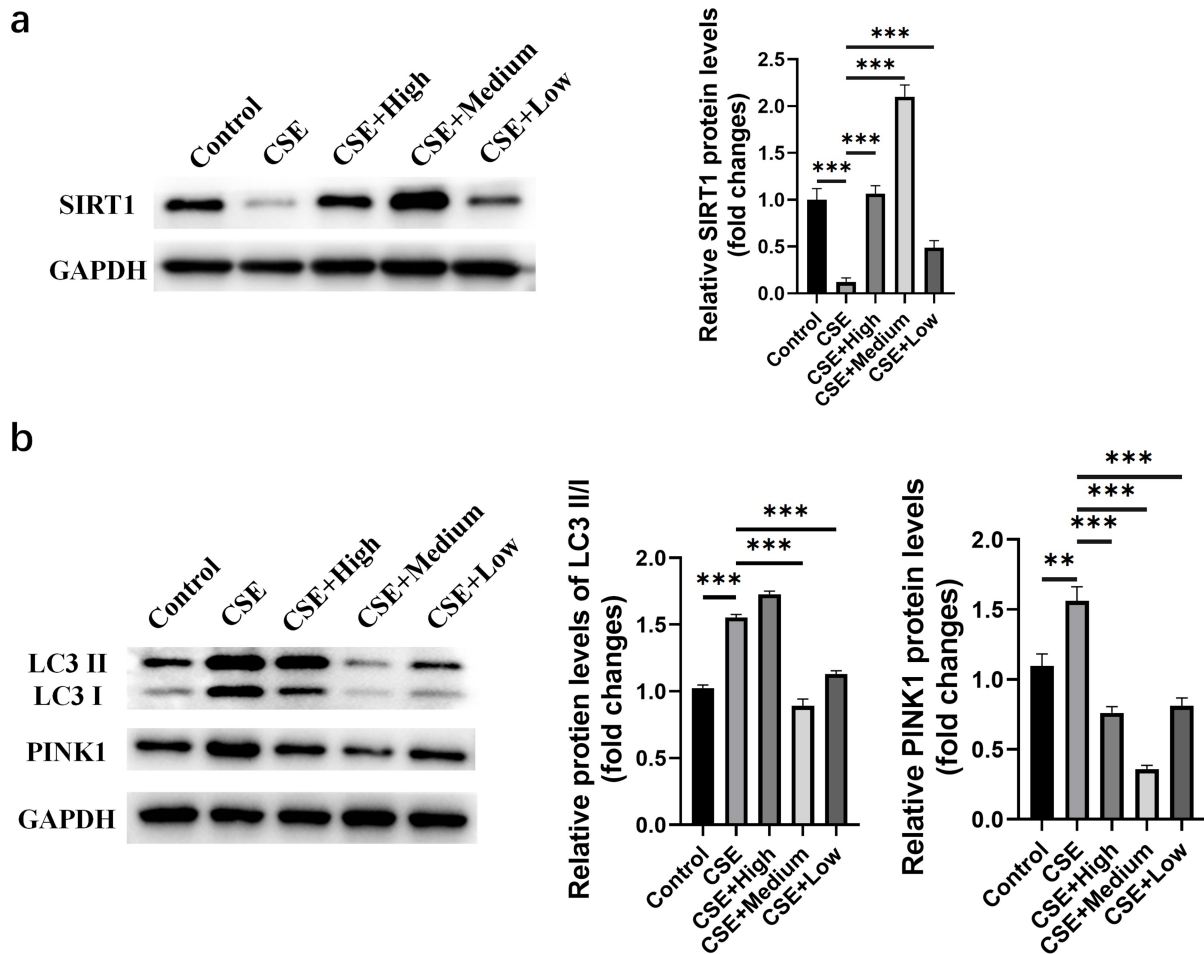 a
Control
CSE
CSE+High
CSE+Medium
CSE+Low
SIRT1
GAPDH
Relative SIRT1 protein levels
(fold changes)
2.5
2.0
1.5
1.0
0.5
0.0
***
***
***
***
Control
CSE
CSE+High
CSE+Medium
CSE+Low
b
Control
CSE
CSE+High
CSE+Medium
CSE+Low
LC3 II
LC3 I
PINK1
GAPDH
Relative protien levels of LC3 II/I
(fold changes)
2.0
1.5
1.0
0.5
0.0
***
***
***
Control
CSE
CSE+High
CSE+Medium
CSE+Low
Relative PINK1 protein levels
(fold changes)
2.0
1.5
1.0
0.5
0.0
***
***
***
**
Control
CSE
CSE+High
CSE+Medium
CSE+Low